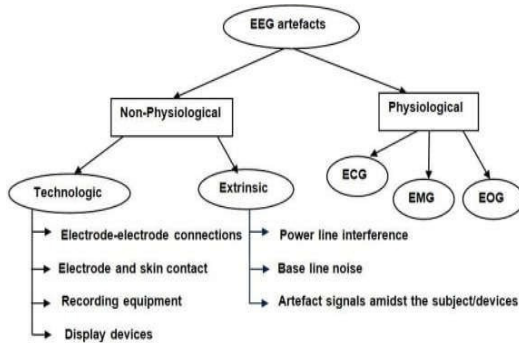 EEG artefacts
Non-Physiological
Physiological
Technologic
Extrinsic
ECG
EMG
EOG
Electrode-electrode connections
Electrode and skin contact
Recording equipment
Display devices
Power line interference
Base line noise
Artefact signals amidst the subject/devices